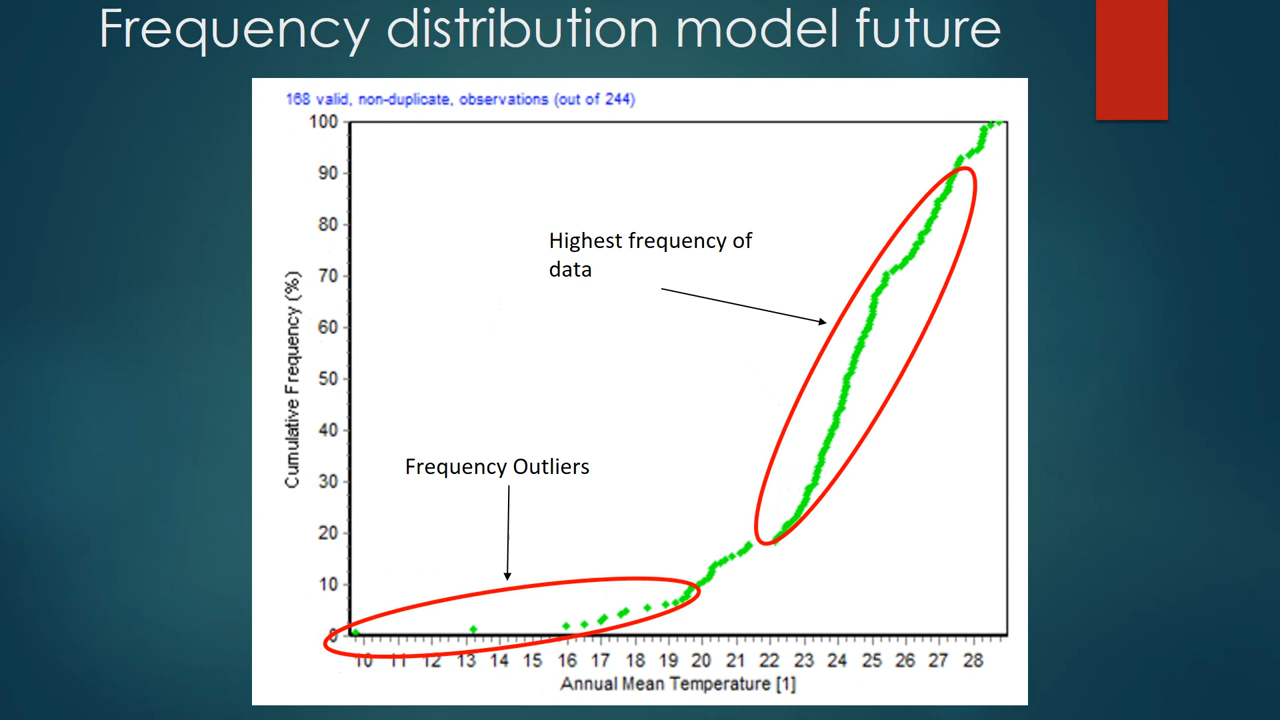 Frequency distribution model future
168 valid, non-duplicate, observations (out of 244)
100
90
80
70
60
50
40
30
20
10
0
Cumulative Frequency (%)
Highest frequency of
data
Frequency Outliers
10 11 12 13 14 15 16 17 18 19 20 21 22 23 24 25 26 27 28
Annual Mean Temperature [1]